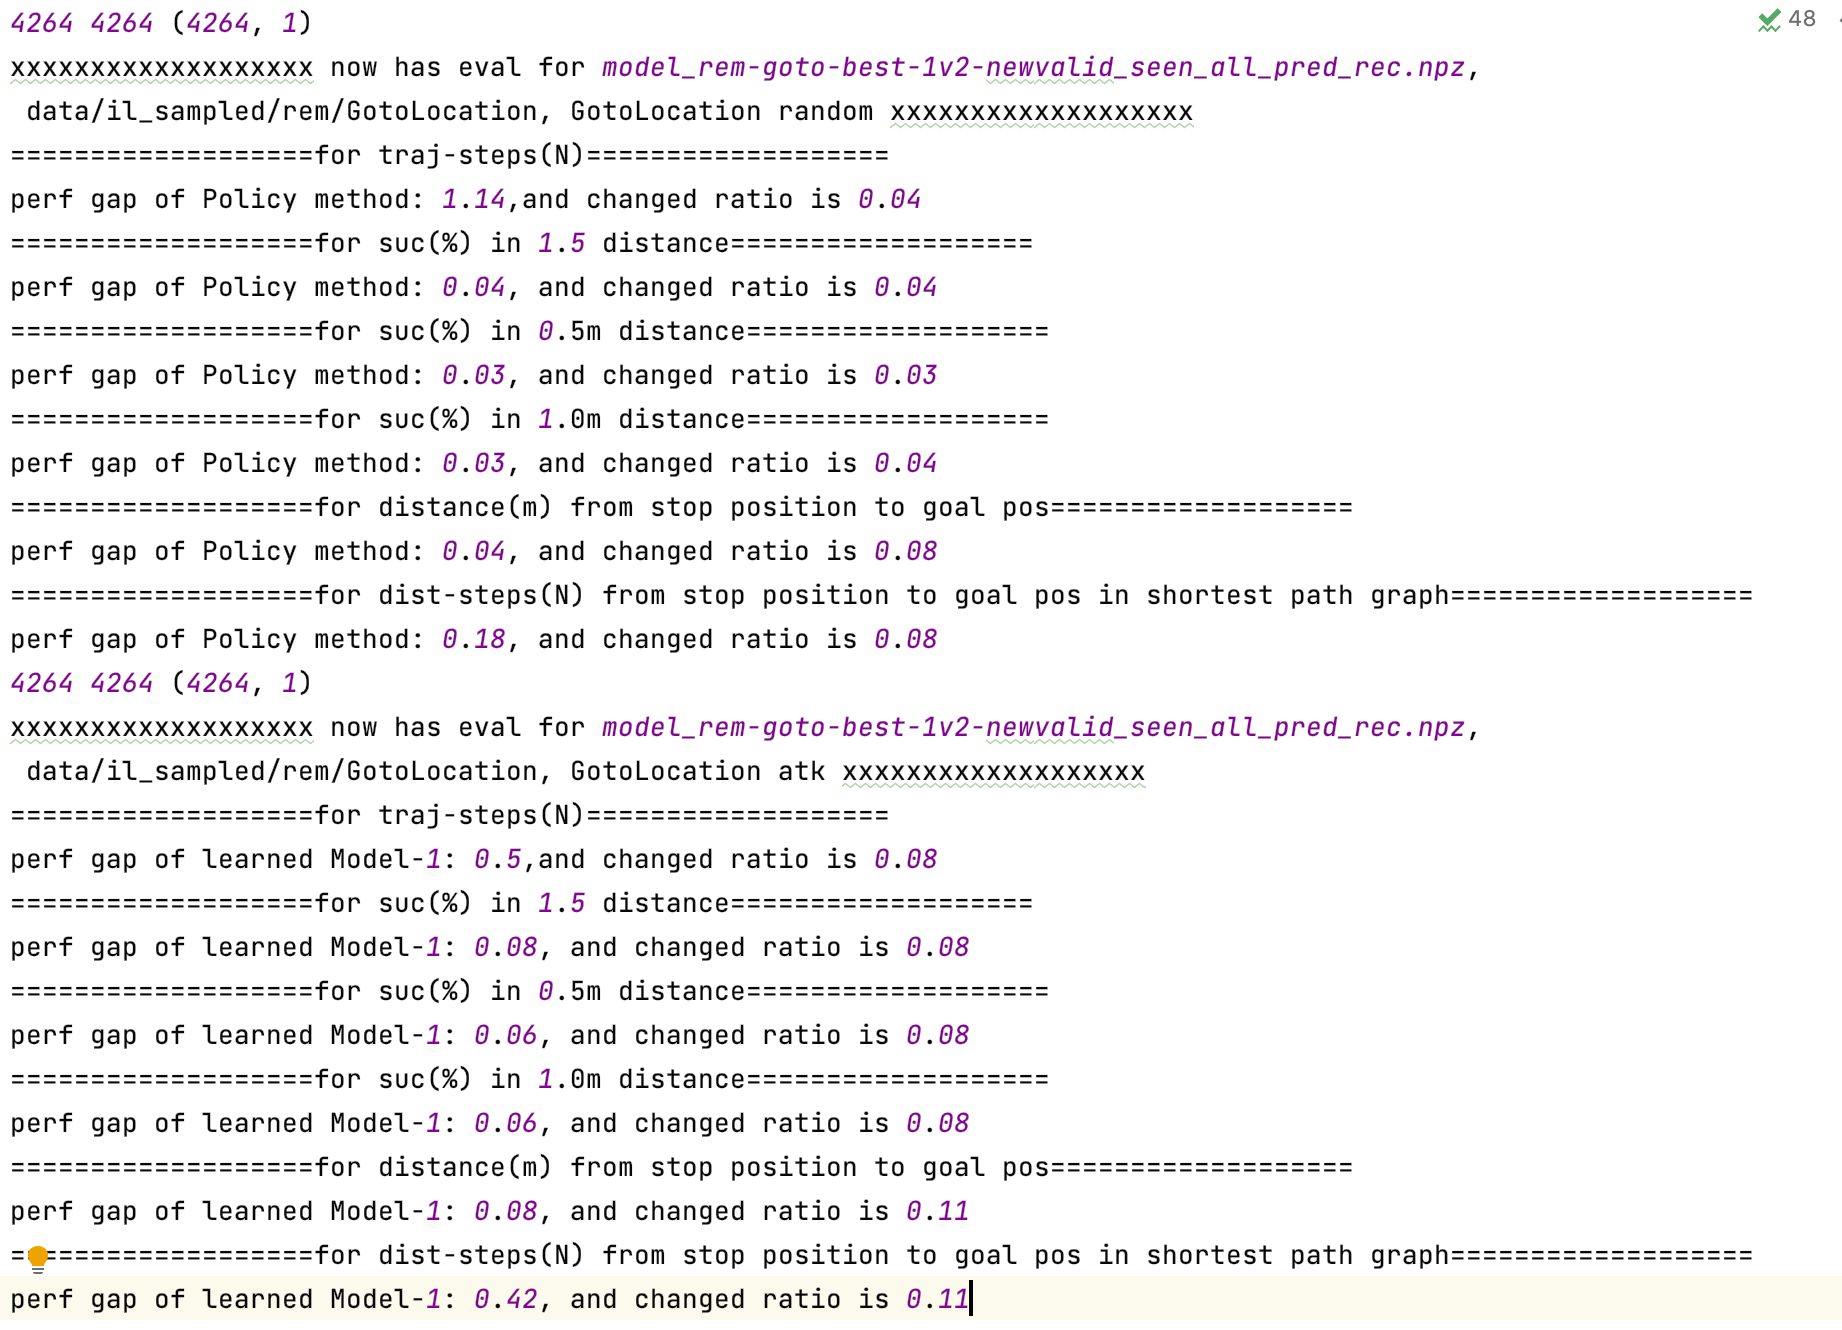 4264 4264 (4264, 1)
48
xxxxxxxxxxxxxxxxxxx now has eval for model_rem-goto-best-1v2-newvalid_seen_all_pred_rec.npz,
data/il_sampled/rem/GotoLocation, GotoLocation random xxxxxxxxxxxxxxxxxxx
===================for traj-steps(N)===================
perf gap of Policy method: 1.14,and changed ratio is 0.04
===================for suc(%) in 1.5 distance===================
perf gap of Policy method: 0.04, and changed ratio is 0.04
===================for suc(%) in 0.5m distance===================
perf gap of Policy method: 0.03, and changed ratio is 0.03
===================for suc(%) in 1.0m distance===================
perf gap of Policy method: 0.03, and changed ratio is 0.04
===================for distance(m) from stop position to goal pos===================
perf gap of Policy method: 0.04, and changed ratio is 0.08
===================for dist-steps(N) from stop position to goal pos in shortest path graph===================
perf gap of Policy method: 0.18, and changed ratio is 0.08
4264 4264 (4264, 1)
xxxxxxxxxxxxxxxxxxx now has eval for model_rem-goto-best-1v2-newvalid_seen_all_pred_rec.npz,
data/il_sampled/rem/GotoLocation, GotoLocation atk xxxxxxxxxxxxxxxxxxx
===================for traj-steps(N)===================
perf gap of learned Model-1: 0.5,and changed ratio is 0.08
===================for suc(%) in 1.5 distance===================
perf gap of learned Model-1: 0.08, and changed ratio is 0.08
===================for suc(%) in 0.5m distance===================
perf gap of learned Model-1: 0.06, and changed ratio is 0.08
===================for suc(%) in 1.0m distance===================
perf gap of learned Model-1: 0.06, and changed ratio is 0.08
===================for distance(m) from stop position to goal pos===================
perf gap of learned Model-1: 0.08, and changed ratio is 0.11
===================for dist-steps(N) from stop position to goal pos in shortest path graph===================
perf gap of learned Model-1: 0.42, and changed ratio is 0.11